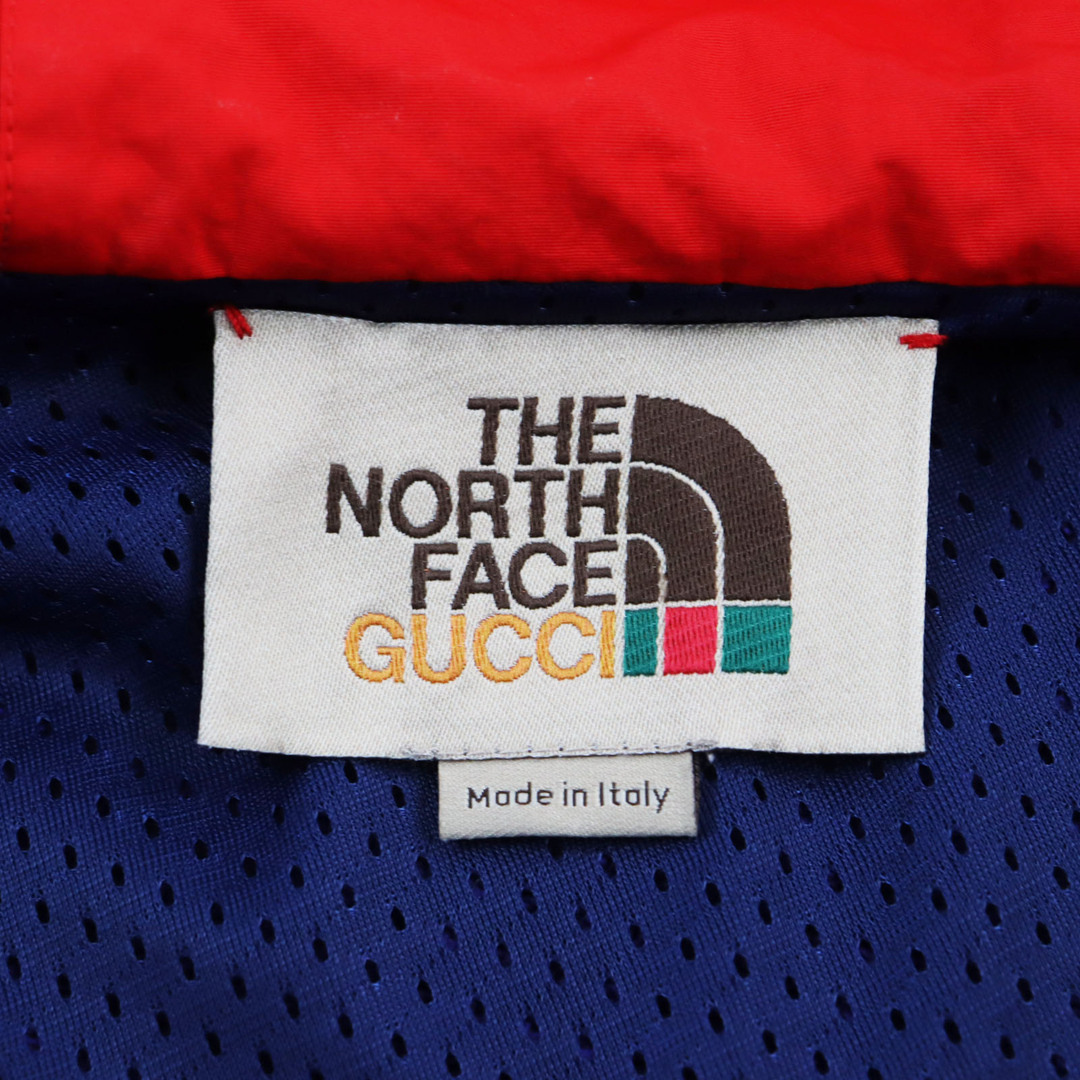 THE
NORTH
FACE
GUCCI
Made in Italy